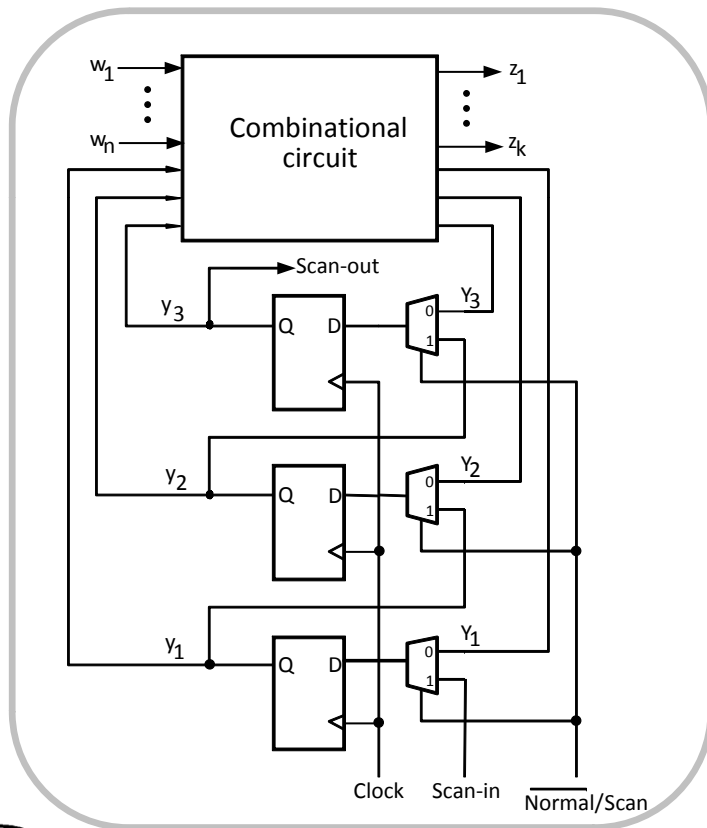 w1
z1
wn
zk
Combinational
circuit
Scan-out
y3
Q
D
0
1
Y3
y2
Q
D
0
1
Y2
y1
Q
D
0
1
Y1
Clock
Scan-in
Normal/Scan